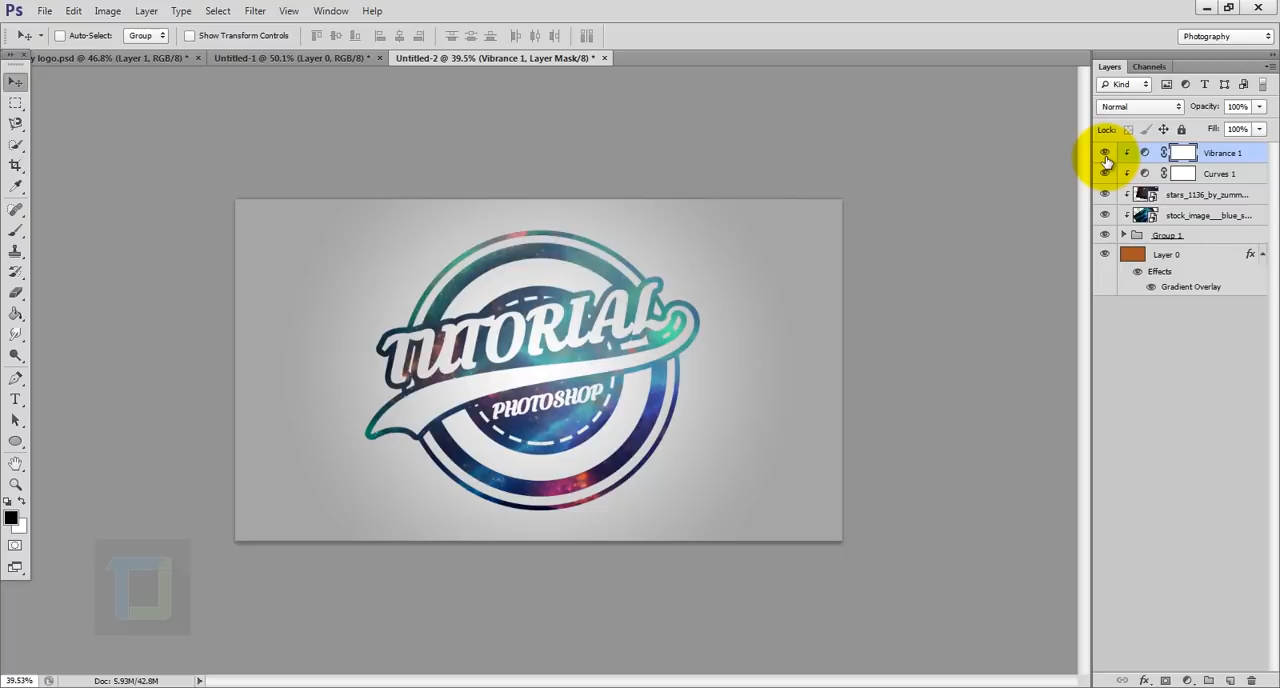 Ps File Edit Image Layer Type Select Filter View Window Help
Auto-Select: Group Show Transform Controls Photography
y logo.psd @ 46.8% (Layer 1, RGB/8) * × Untitled-1 @ 50.1% (Layer 0, RGB/8) * × Untitled-2 @ 39.5% (Vibrance 1, Layer Mask/8) * ×
Layers Channels
Kind
Normal Opacity: 100%
Lock: Fill: 100%
Vibrance 1
Curves 1
stars_1136_by_zumm...
stock_image___blue_s...
Group 1
Layer 0 fx
Effects
Gradient Overlay
TUTORIAL
PHOTOSHOP
39.53% Doc: 5.93M/42.8M